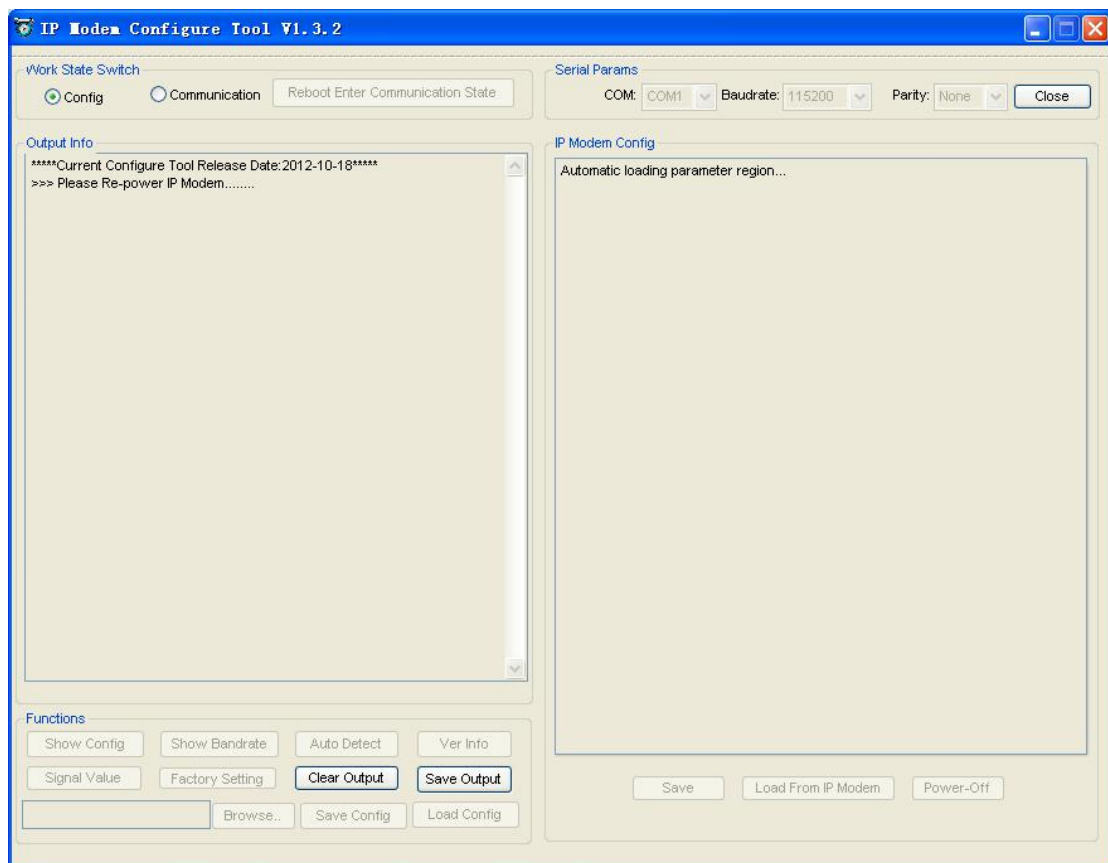 IP Modem Configure Tool V1.3.2
Work State Switch
Config Communication Reboot Enter Communication State
Serial Params
COM: COM1 Baudrate: 115200 Parity: None Close
Output Info
*****Current Configure Tool Release Date:2012-10-18*****
>>> Please Re-power IP Modem........
IP Modem Config
Automatic loading parameter region...
Functions
Show Config Show Bandrate Auto Detect Ver Info
Signal Value Factory Setting Clear Output Save Output
Browse.. Save Config Load Config
Save Load From IP Modem Power-Off